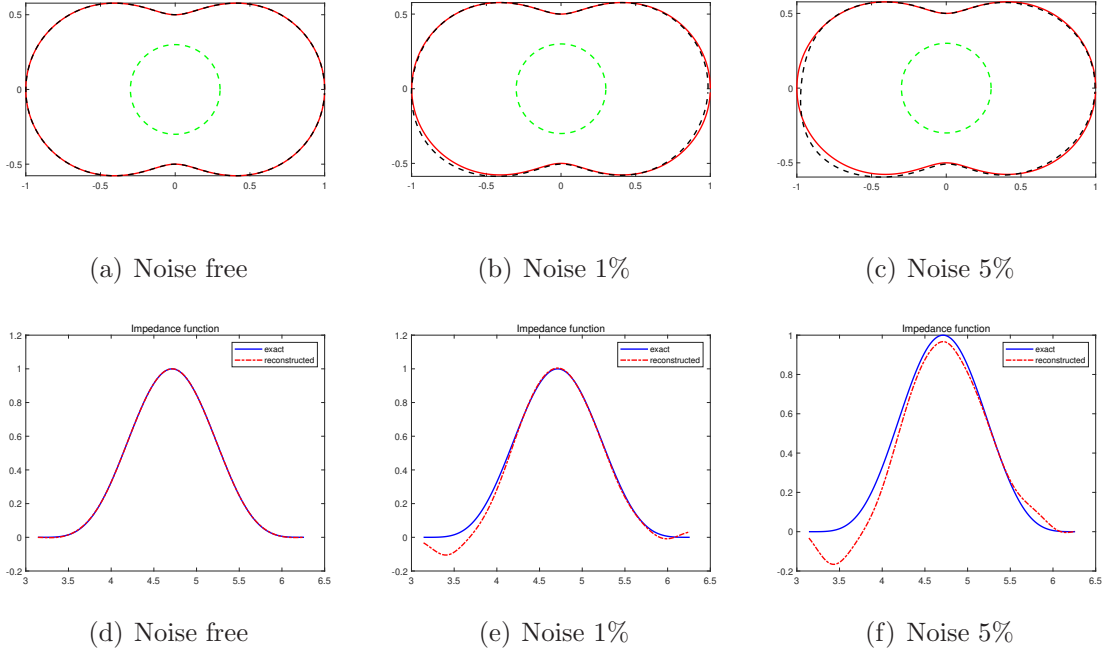 0.5
0
-0.5
-1 -0.5 0 0.5 1
0.5
0
-0.5
-1 -0.5 0 0.5 1
0.5
0
-0.5
-1 -0.5 0 0.5 1
(a) Noise free
(b) Noise 1%
(c) Noise 5%
Impedance function
1.2
1
0.8
0.6
0.4
0.2
0
-0.2
3 3.5 4 4.5 5 5.5 6 6.5
exact
reconstructed
Impedance function
1.2
1
0.8
0.6
0.4
0.2
0
-0.2
3 3.5 4 4.5 5 5.5 6 6.5
exact
reconstructed
Impedance function
1
0.8
0.6
0.4
0.2
0
-0.2
3 3.5 4 4.5 5 5.5 6 6.5
exact
reconstructed
(d) Noise free
(e) Noise 1%
(f) Noise 5%